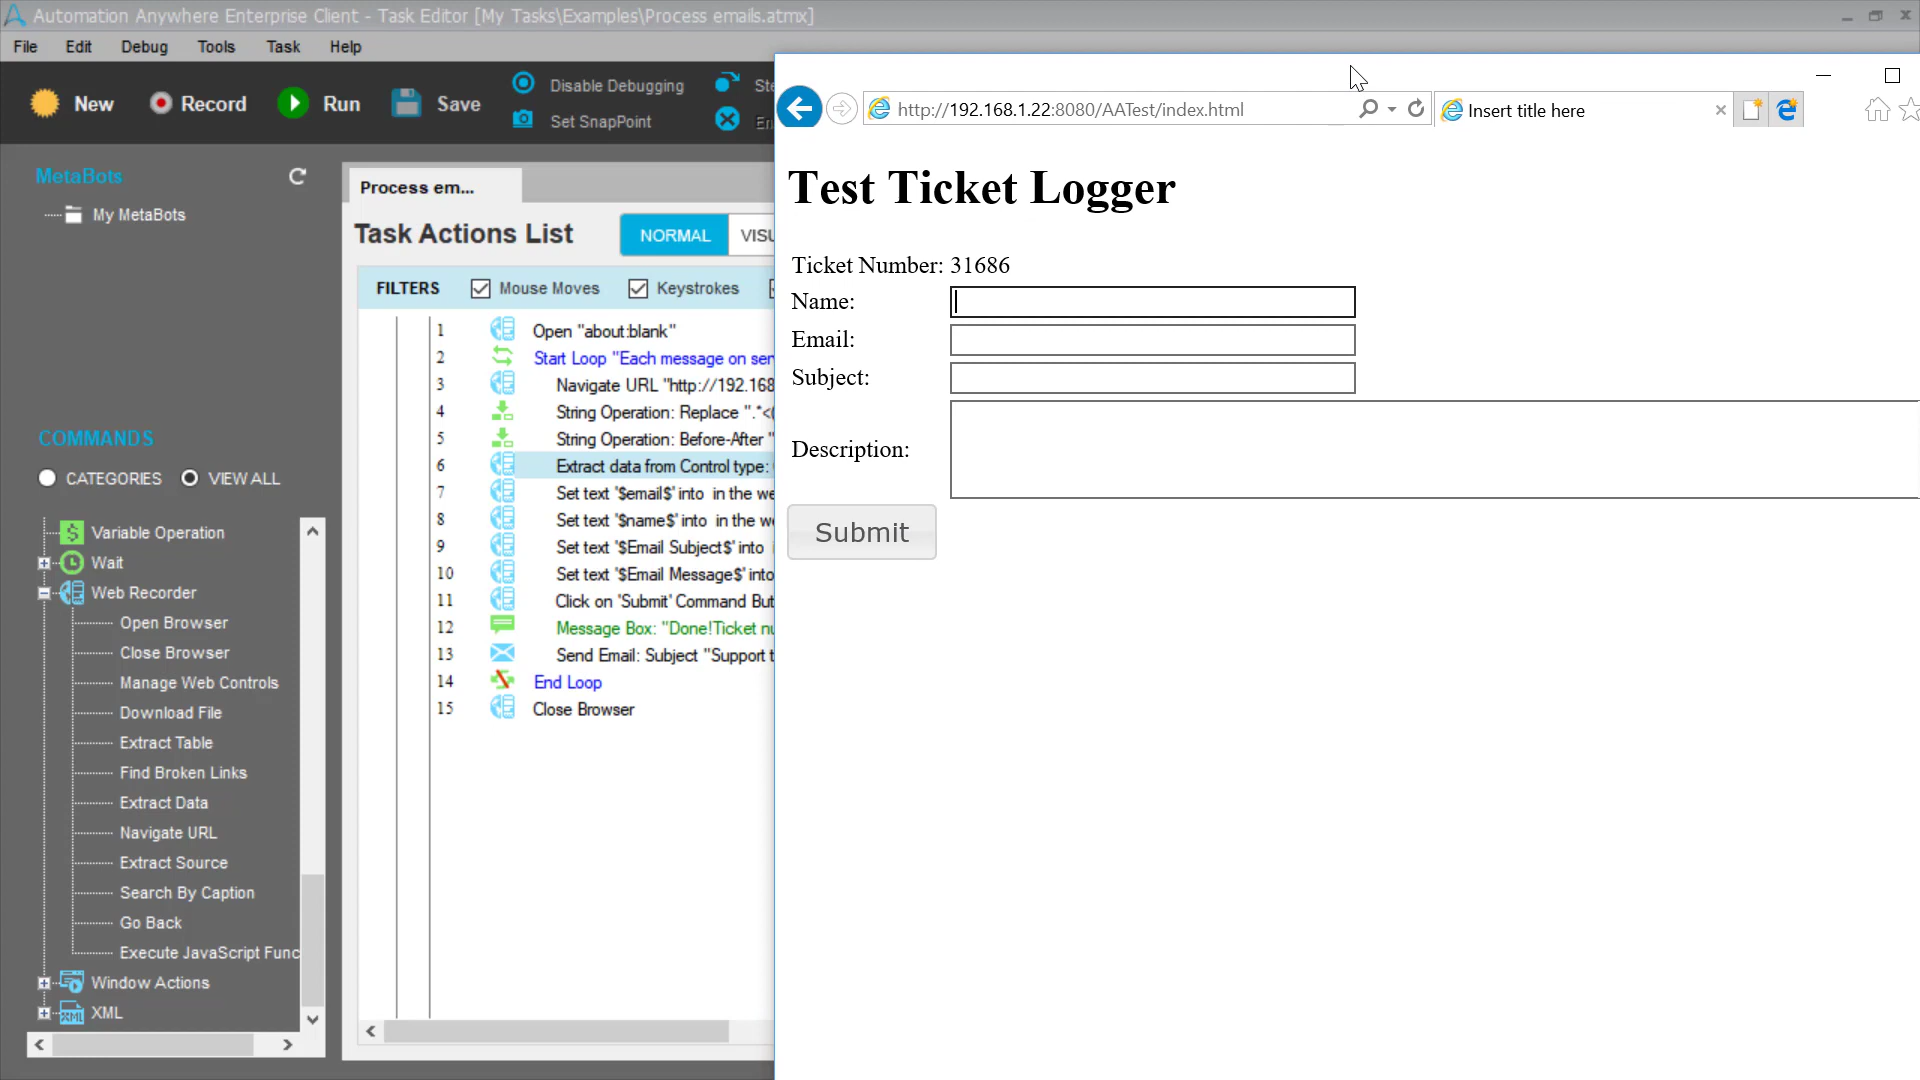 Automation Anywhere Enterprise Client - Task Editor [My Tasks\Examples\Process emails.atmx]
File Edit Debug Tools Task Help
New Record Run Save Disable Debugging
Set SnapPoint
http://192.168.1.22:8080/AATest/index.html
Insert title here
MetaBots
My MetaBots
COMMANDS
CATEGORIES VIEW ALL
Variable Operation
Wait
Web Recorder
Open Browser
Close Browser
Manage Web Controls
Download File
Extract Table
Find Broken Links
Extract Data
Navigate URL
Extract Source
Search By Caption
Go Back
Execute JavaScript Func
Window Actions
XML
Process em...
Task Actions List
NORMAL VISU
FILTERS Mouse Moves Keystrokes
1 Open "about:blank"
2 Start Loop "Each message on ser
3 Navigate URL "http://192.168
4 String Operation: Replace ".*<(
5 String Operation: Before-After "
6 Extract data from Control type:
7 Set text '$email$' into in the we
8 Set text '$name$' into in the we
9 Set text '$Email Subject$' into
10 Set text '$Email Message$' into
11 Click on 'Submit' Command But
12 Message Box: "Done!Ticket nu
13 Send Email: Subject "Support t
14 End Loop
15 Close Browser
Test Ticket Logger
Ticket Number: 31686
Name:
Email:
Subject:
Description:
Submit